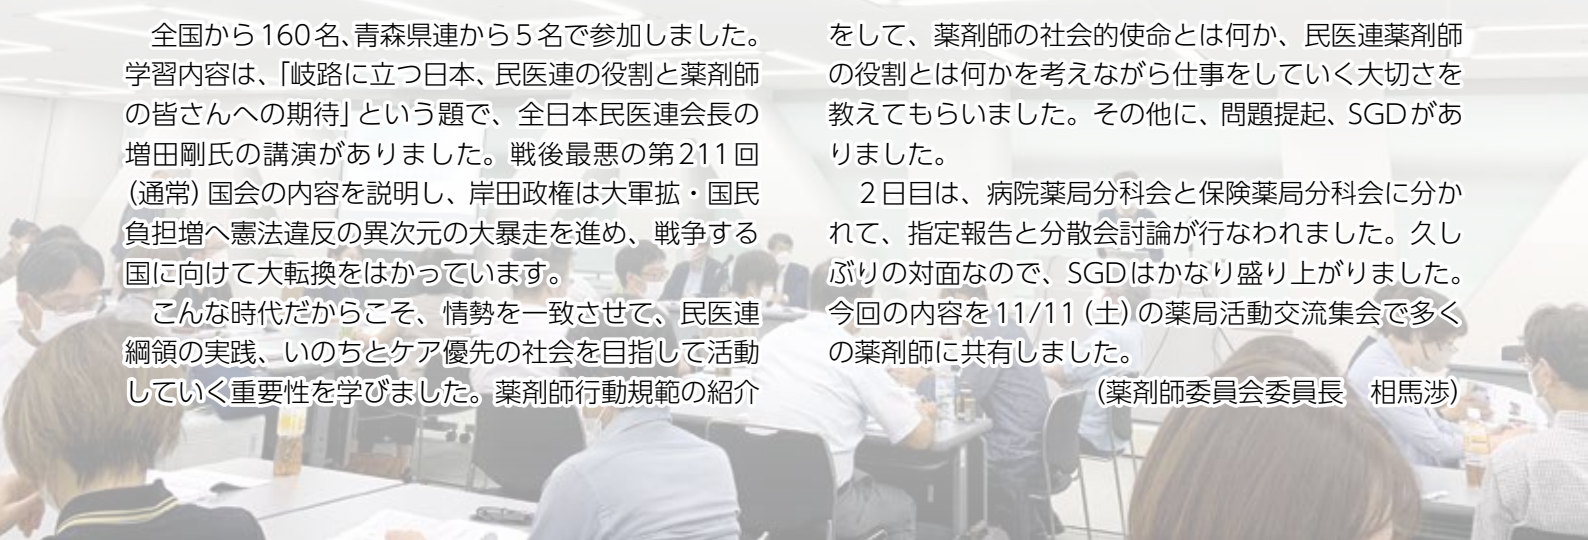 全国から160名、青森県連から5名で参加しました。
学習内容は、「岐路に立つ日本、民医連の役割と薬剤師
の皆さんへの期待」という題で、全日本民医連会長の
増田剛氏の講演がありました。戦後最悪の第211回
（通常）国会の内容を説明し、岸田政権は大軍拡・国民
負担増へ憲法違反の異次元の大暴走を進め、戦争する
国に向けて大転換をはかっています。
こんな時代だからこそ、情勢を一致させて、民医連
綱領の実践、いのちとケア優先の社会を目指して活動
していく重要性を学びました。薬剤師行動規範の紹介
をして、薬剤師の社会的使命とは何か、民医連薬剤師
の役割とは何かを考えながら仕事をしていく大切さを
教えてもらいました。その他に、問題提起、SGDがあ
りました。
2日目は、病院薬局分科会と保険薬局分科会に分か
れて、指定報告と分散会討論が行なわれました。久し
ぶりの対面なので、SGDはかなり盛り上がりました。
今回の内容を11/11（土）の薬局活動交流集会で多く
の薬剤師に共有しました。
（薬剤師委員会委員長　相馬渉）